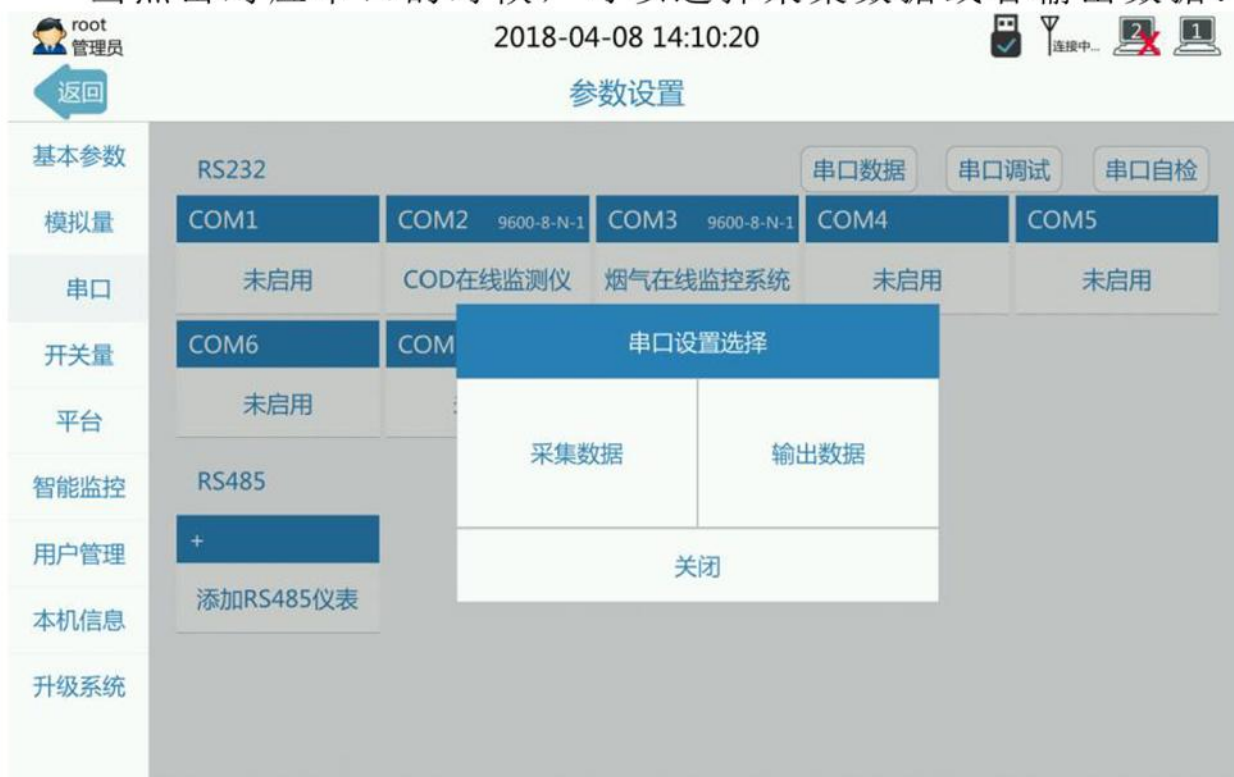 root
管理员
2018-04-08 14:10:20
连接中...
2
1
返回
参数设置
基本参数
模拟量
串口
开关量
平台
智能监控
用户管理
本机信息
升级系统
RS232
串口数据
串口调试
串口自检
COM1
COM2 9600-8-N-1
COM3 9600-8-N-1
COM4
COM5
未启用
COD在线监测仪
烟气在线监控系统
未启用
未启用
COM6
COM
未启用
串口设置选择
采集数据
输出数据
关闭
RS485
+
添加RS485仪表